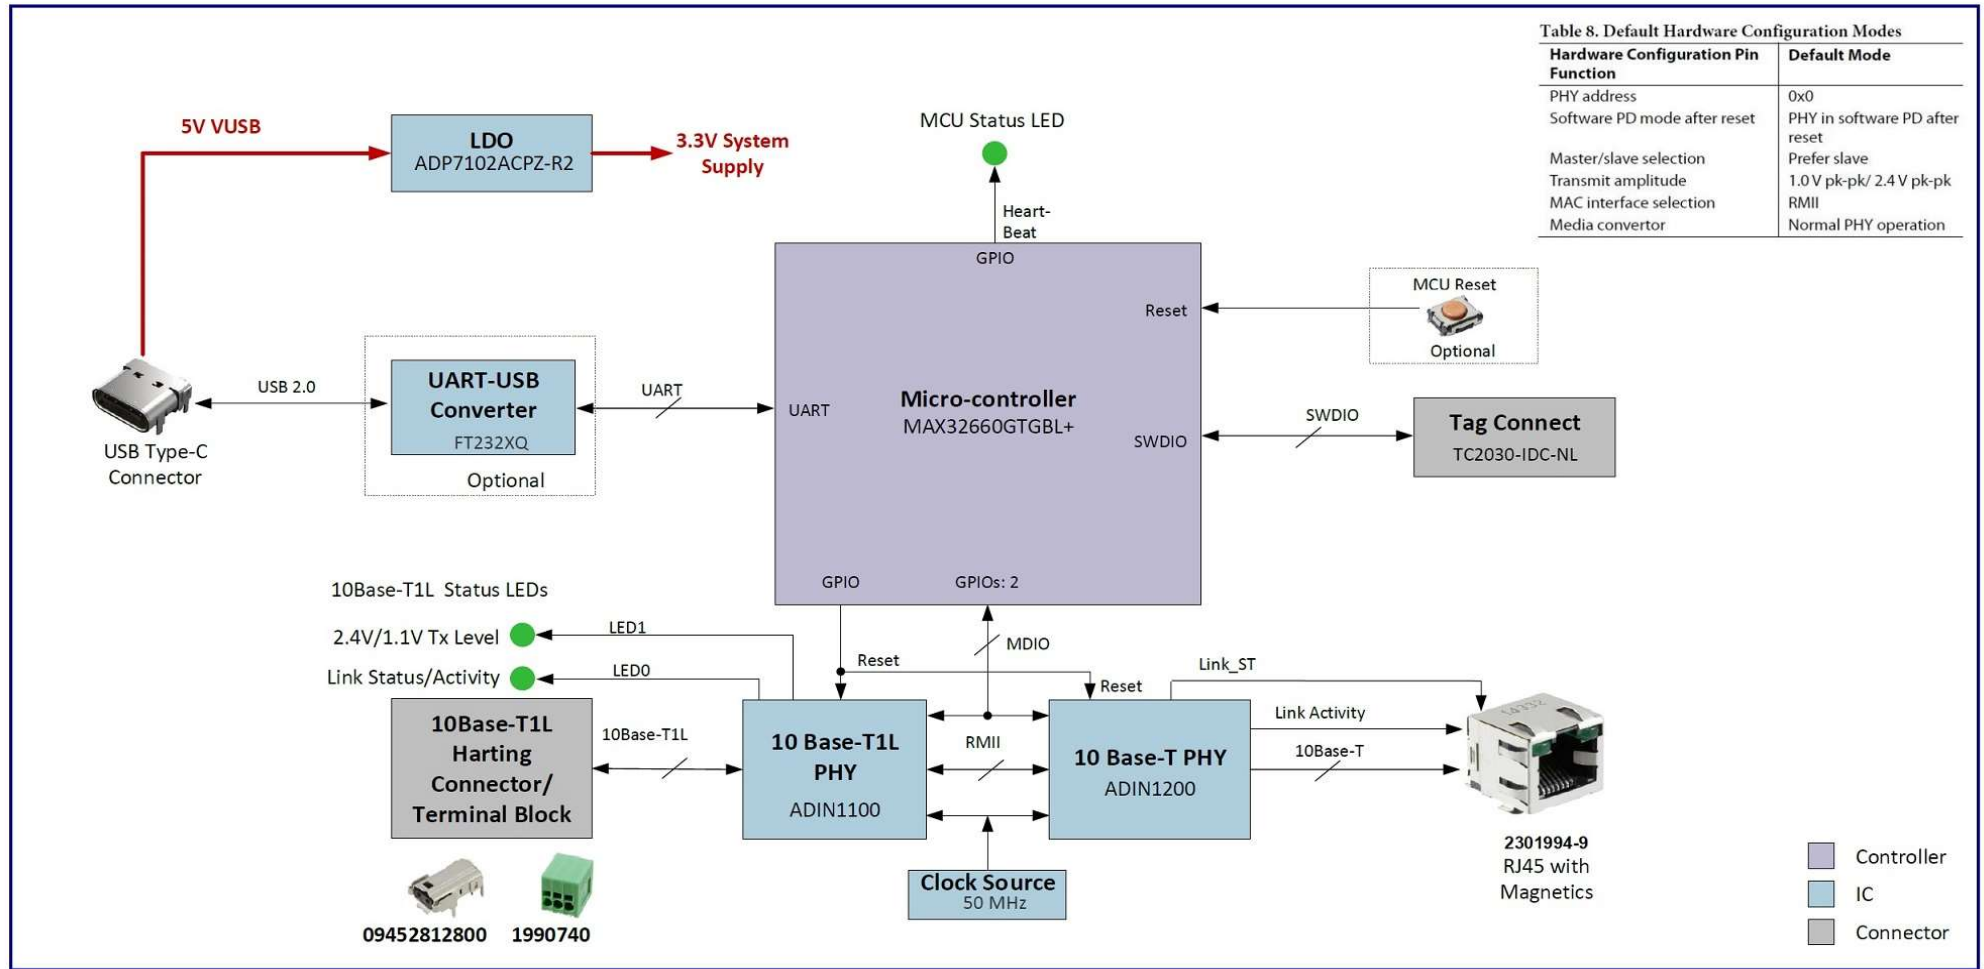 Table 8. Default Hardware Configuration Modes
Hardware Configuration Pin
Function
Default Mode
PHY address
0x0
Software PD mode after reset
PHY in software PD after
reset
Master/slave selection
Prefer slave
Transmit amplitude
1.0 V pk-pk/ 2.4 V pk-pk
MAC interface selection
RMII
Media convertor
Normal PHY operation
5V VUSB
LDO
ADP7102ACPZ-R2
3.3V System
Supply
MCU Status LED
Heart-
Beat
GPIO
Reset
MCU Reset
Optional
USB Type-C
Connector
USB 2.0
UART-USB
Converter
FT232XQ
Optional
UART
UART
Micro-controller
MAX32660GTGBL+
SWDIO
SWDIO
Tag Connect
TC2030-IDC-NL
GPIO
GPIOs: 2
10Base-T1L  Status LEDs
2.4V/1.1V Tx Level
LED1
Link Status/Activity
LED0
Reset
MDIO
Reset
Link_ST
Link Activity
10Base-T
10Base-T1L
Harting
Connector/
Terminal Block
10Base-T1L
10 Base-T1L
PHY
ADIN1100
RMII
10 Base-T PHY
ADIN1200
14332
Clock Source
50 MHz
09452812800
1990740
2301994-9
RJ45 with
Magnetics
Controller
IC
Connector